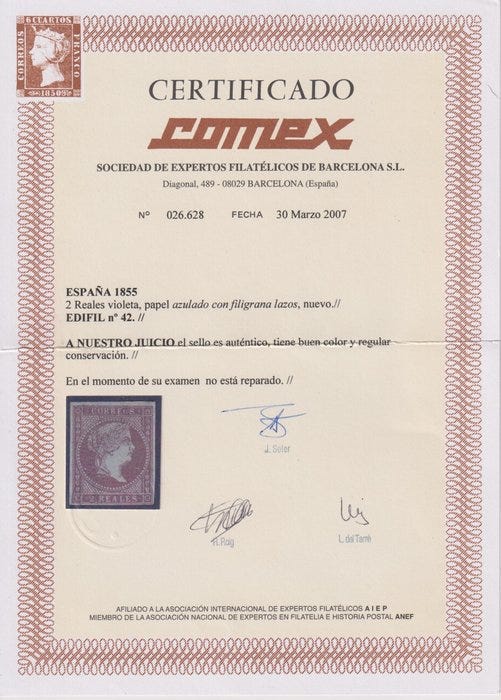 6 CUARTOS
CORREOS
FRANCO
CERTIFICADO
comex
SOCIEDAD DE EXPERTOS FILATÉLICOS DE BARCELONA S.L.
Diagonal, 489 - 08029 BARCELONA (España)
Nº 026.628 FECHA 30 Marzo 2007
ESPAÑA 1855
2 Reales violeta, papel azulado con filigrana lazos, nuevo.//
EDIFIL nº 42. //
A NUESTRO JUICIO el sello es auténtico, tiene buen color y regular
conservación. //
En el momento de su examen no está reparado. //
CORREOS
2 REALES
J. Soler
R. Roig
L. del Tarré
AFILIADO A LA ASOCIACIÓN INTERNACIONAL DE EXPERTOS FILATÉLICOS A I E P
MIEMBRO DE LA ASOCIACIÓN NACIONAL DE EXPERTOS EN FILATELIA E HISTORIA POSTAL ANEF